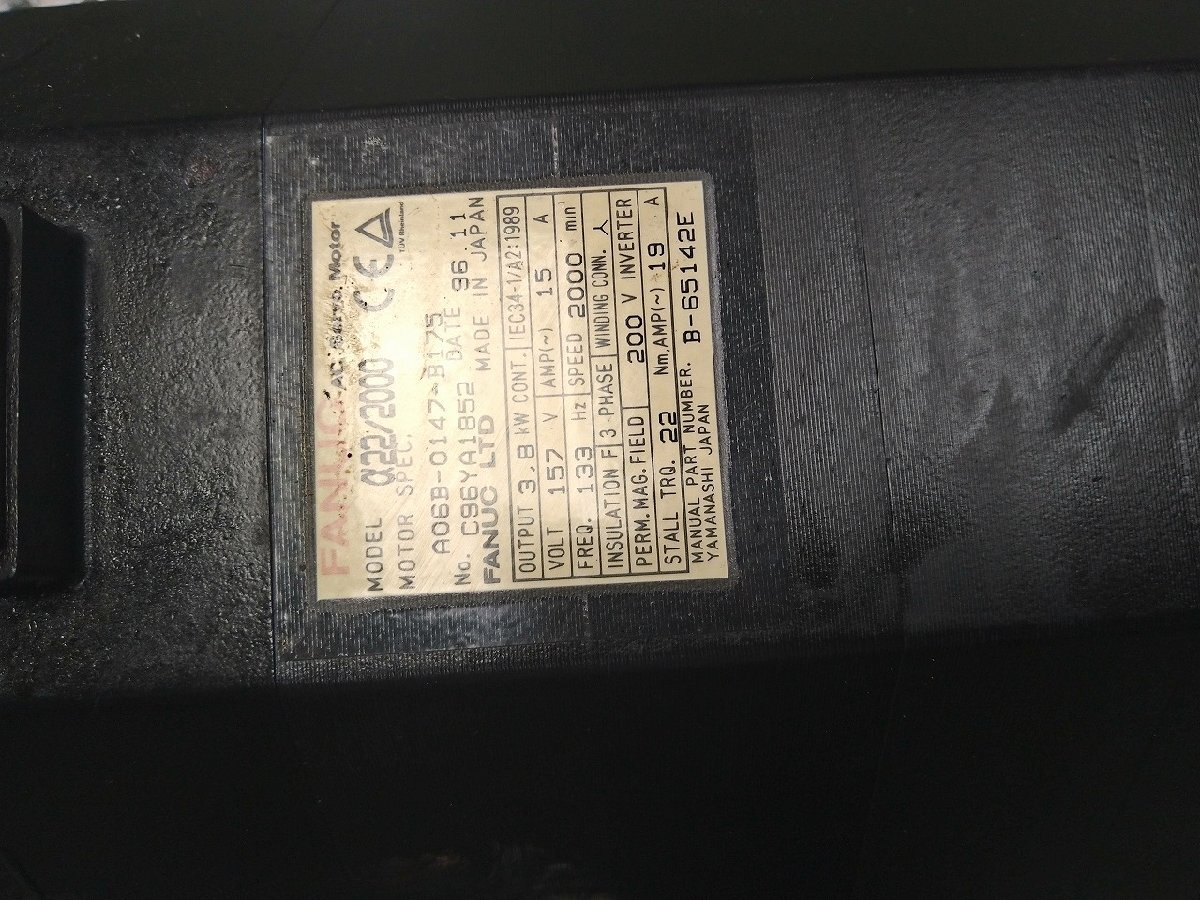 FANUC AC Servo Motor
MODEL α22/2000 CE
TÜV Rheinland
MOTOR SPEC.
A06B-0147-B175
No. C96YA1852 DATE 96.11
FANUC LTD MADE IN JAPAN
OUTPUT 3.8 kW CONT. IEC34-1/A2:1989
VOLT 157 V AMP(~) 15 A
FREQ. 133 Hz SPEED 2000 min
INSULATION F 3 PHASE WINDING CONN. Y
PERM. MAG. FIELD 200 V INVERTER
STALL TRQ. 22 Nm, AMP(~) 19 A
MANUAL PART NUMBER. B-65142E
YAMANASHI JAPAN